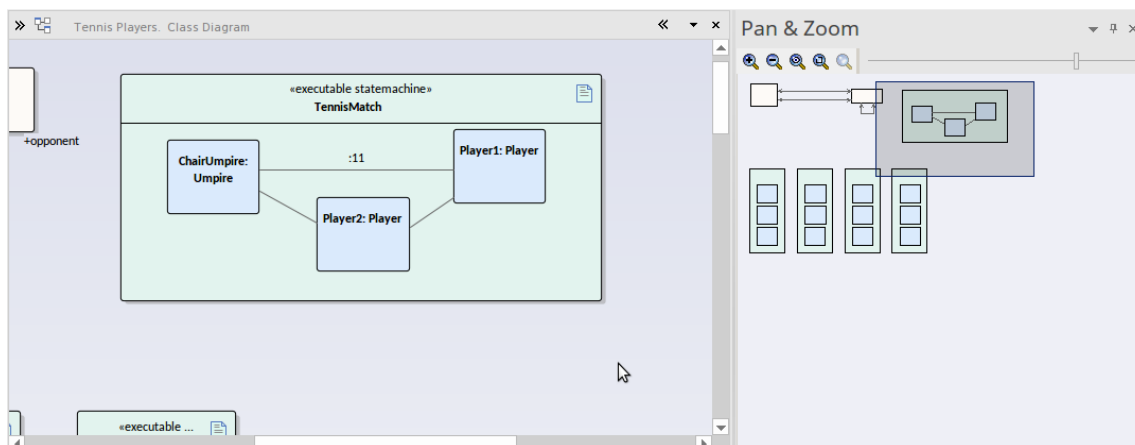 Tennis Players. Class Diagram
Pan & Zoom
«executable statemachine»
TennisMatch
+opponent
ChairUmpire:
Umpire
:11
Player1: Player
Player2: Player
«executable ...